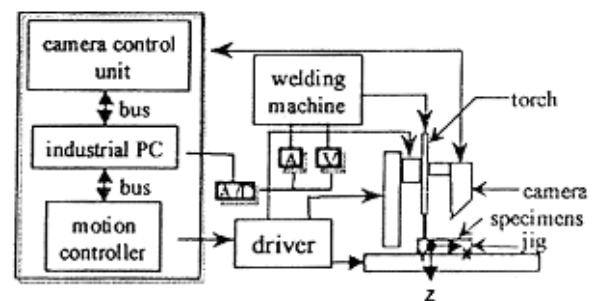 camera control
unit
bus
industrial PC
bus
motion
controller
welding
machine
A
V
A/D
driver
torch
camera
specimens
jig
X
Z